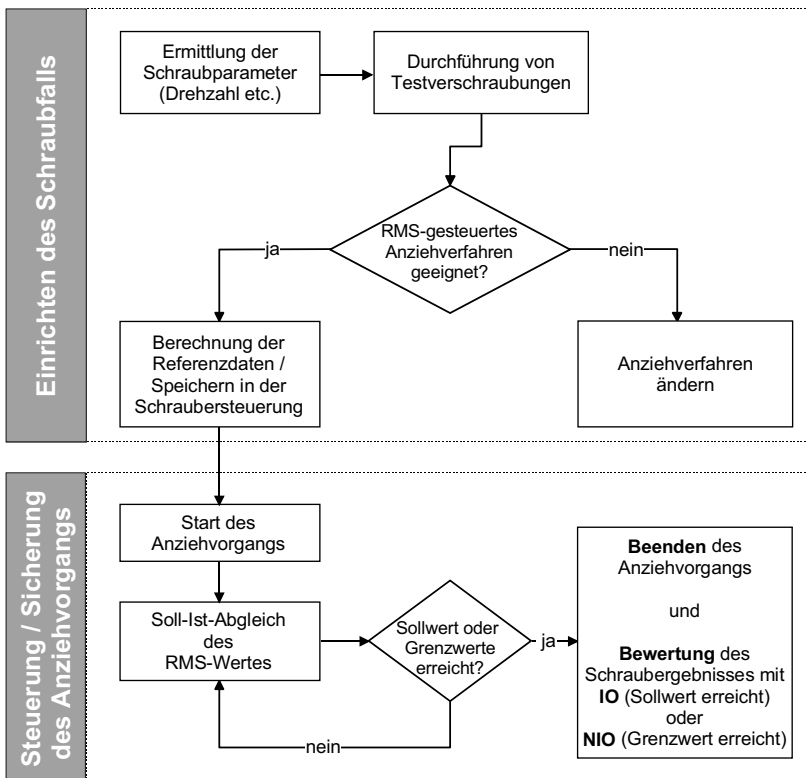 Einrichten des Schraubfalls
Ermittlung der
Schraubparameter
(Drehzahl etc.)
Durchführung von
Testverschraubungen
RMS-gesteuertes
Anziehverfahren
geeignet?
ja
nein
Berechnung der
Referenzdaten /
Speichern in der
Schraubersteuerung
Anziehverfahren
ändern
Steuerung / Sicherung
des Anziehvorgangs
Start des
Anziehvorgangs
Soll-Ist-Abgleich
des
RMS-Wertes
Sollwert oder
Grenzwerte
erreicht?
ja
nein
Beenden des
Anziehvorgangs
und
Bewertung des
Schraubergebnisses mit
IO (Sollwert erreicht)
oder
NIO (Grenzwert erreicht)